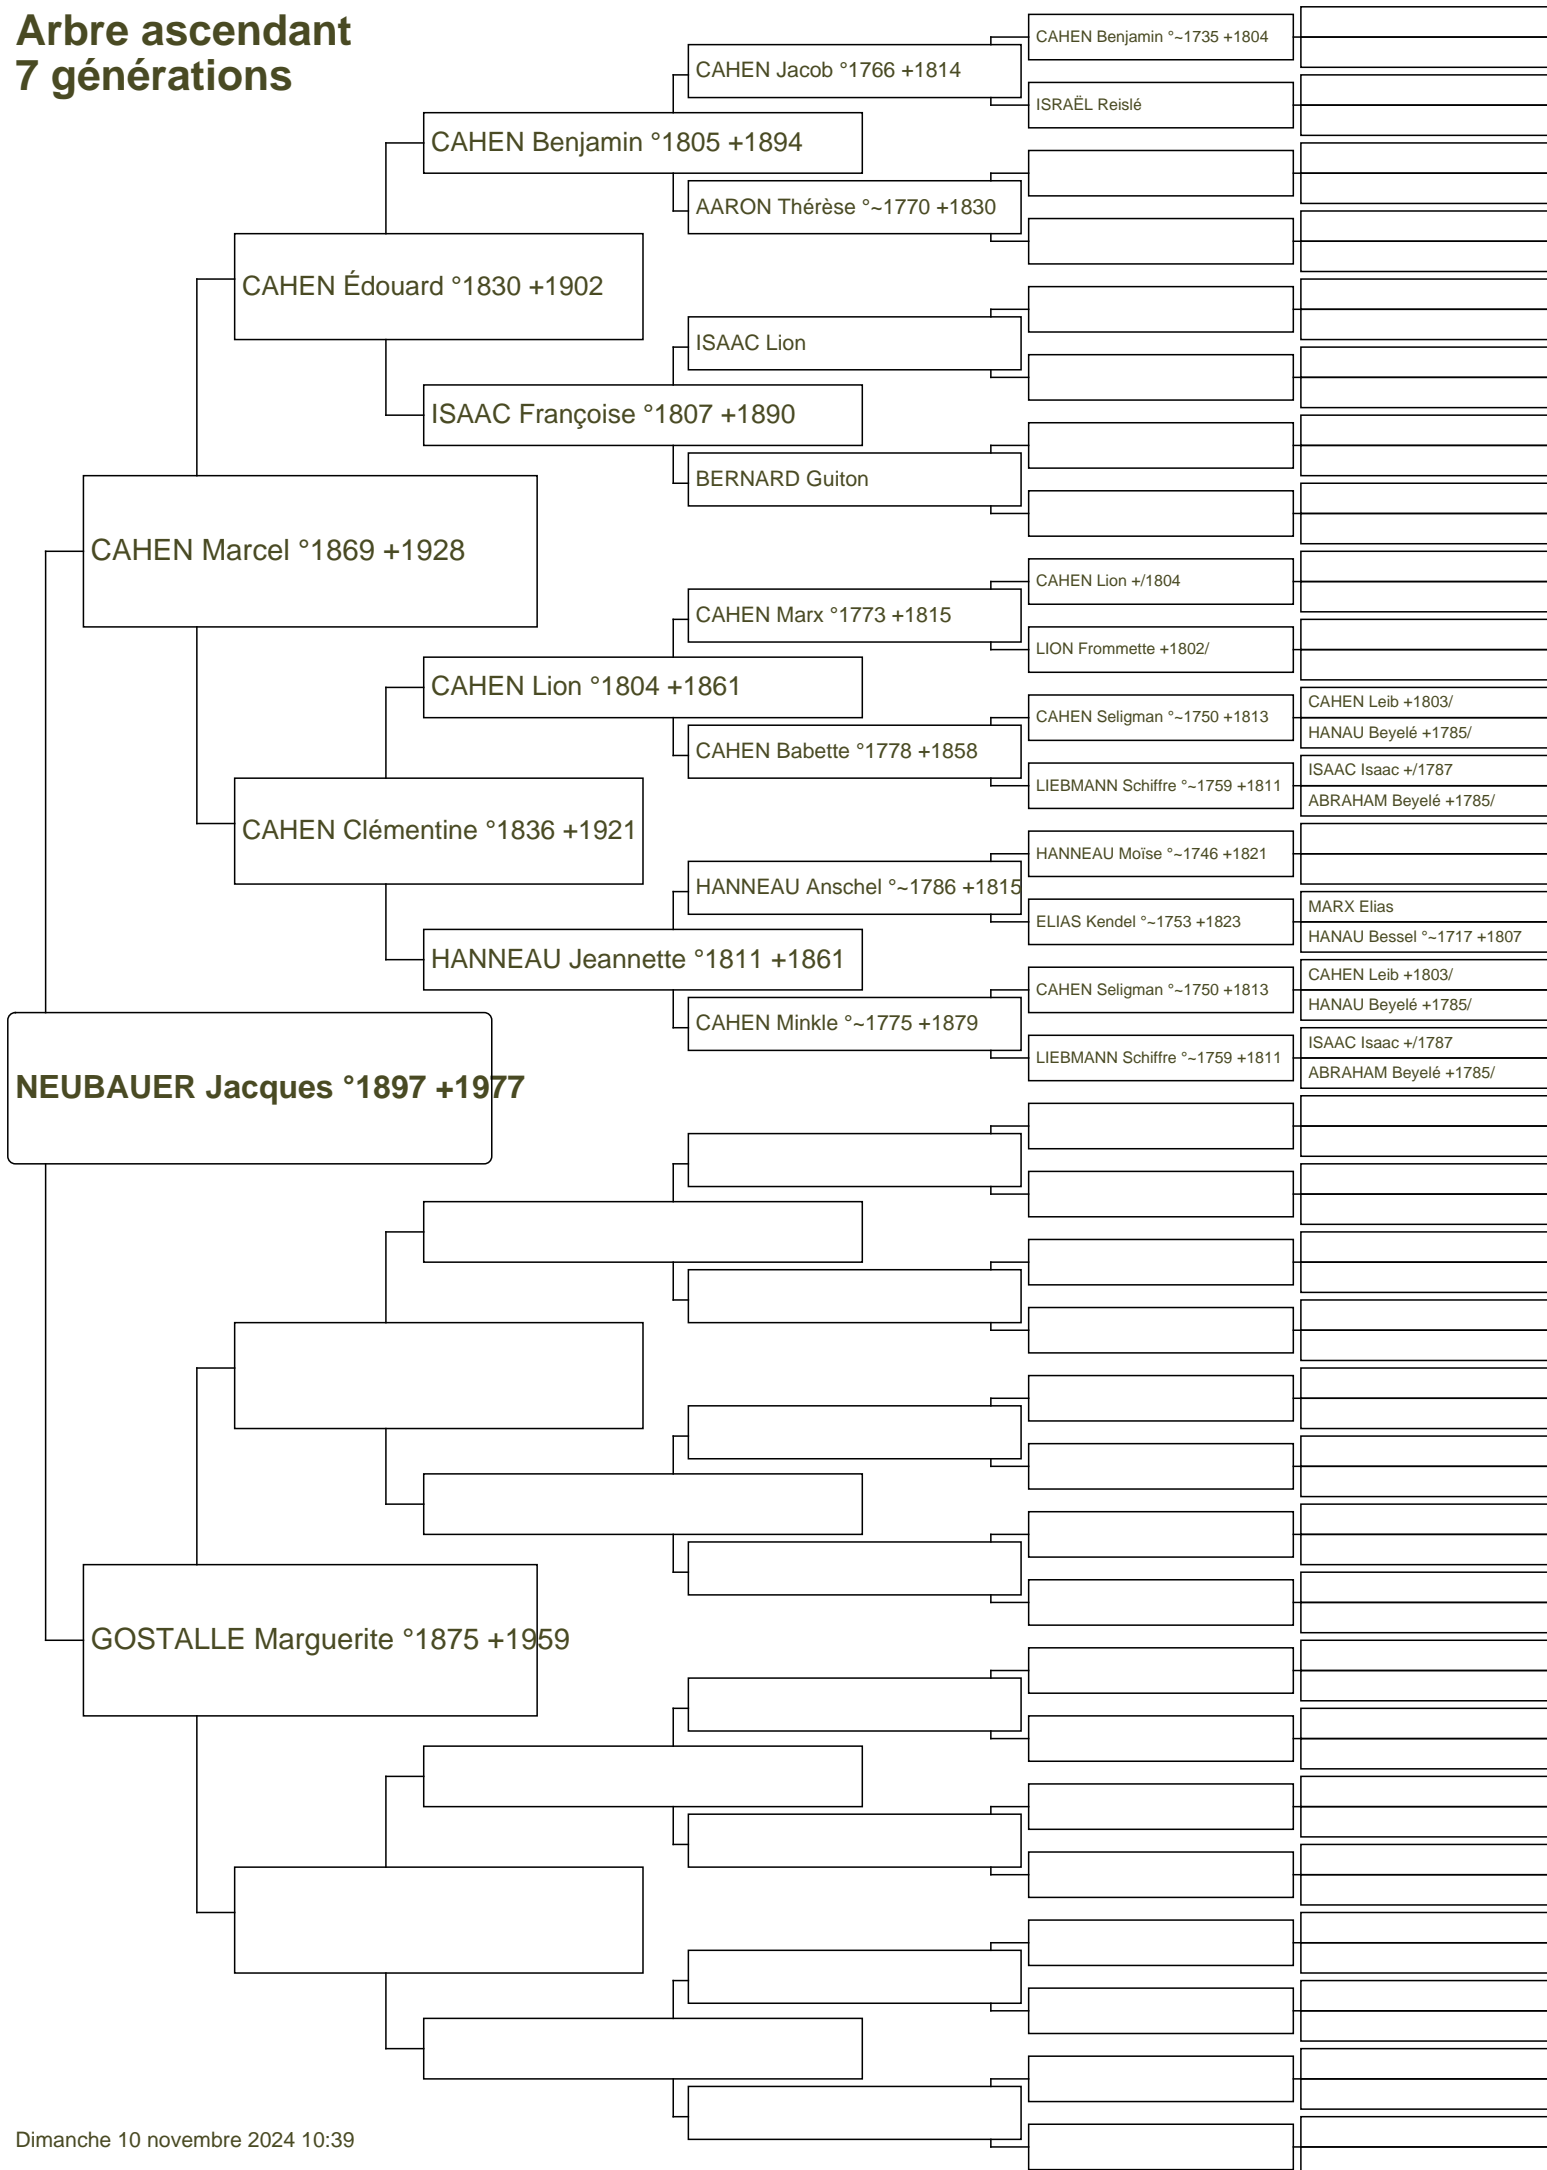 Arbre ascendant
7 générations
CAHEN Benjamin °~1735 +1804
CAHEN Jacob °1766 +1814
ISRAËL Reislé
CAHEN Benjamin °1805 +1894
AARON Thérèse °~1770 +1830
CAHEN Édouard °1830 +1902
ISAAC Lion
ISAAC Françoise °1807 +1890
BERNARD Guiton
CAHEN Marcel °1869 +1928
CAHEN Lion +/1804
CAHEN Marx °1773 +1815
LION Frommette +1802/
CAHEN Lion °1804 +1861
CAHEN Leib +1803/
CAHEN Seligman °~1750 +1813
HANAU Beyelé +1785/
CAHEN Babette °1778 +1858
ISAAC Isaac +/1787
LIEBMANN Schiffre °~1759 +1811
ABRAHAM Beyelé +1785/
CAHEN Clémentine °1836 +1921
HANNEAU Moïse °~1746 +1821
HANNEAU Anschel °~1786 +1815
MARX Elias
ELIAS Kendel °~1753 +1823
HANAU Bessel °~1717 +1807
HANNEAU Jeannette °1811 +1861
CAHEN Leib +1803/
CAHEN Seligman °~1750 +1813
HANAU Beyelé +1785/
CAHEN Minkle °~1775 +1879
ISAAC Isaac +/1787
LIEBMANN Schiffre °~1759 +1811
ABRAHAM Beyelé +1785/
NEUBAUER Jacques °1897 +1977
GOSTALLE Marguerite °1875 +1959
Dimanche 10 novembre 2024 10:39